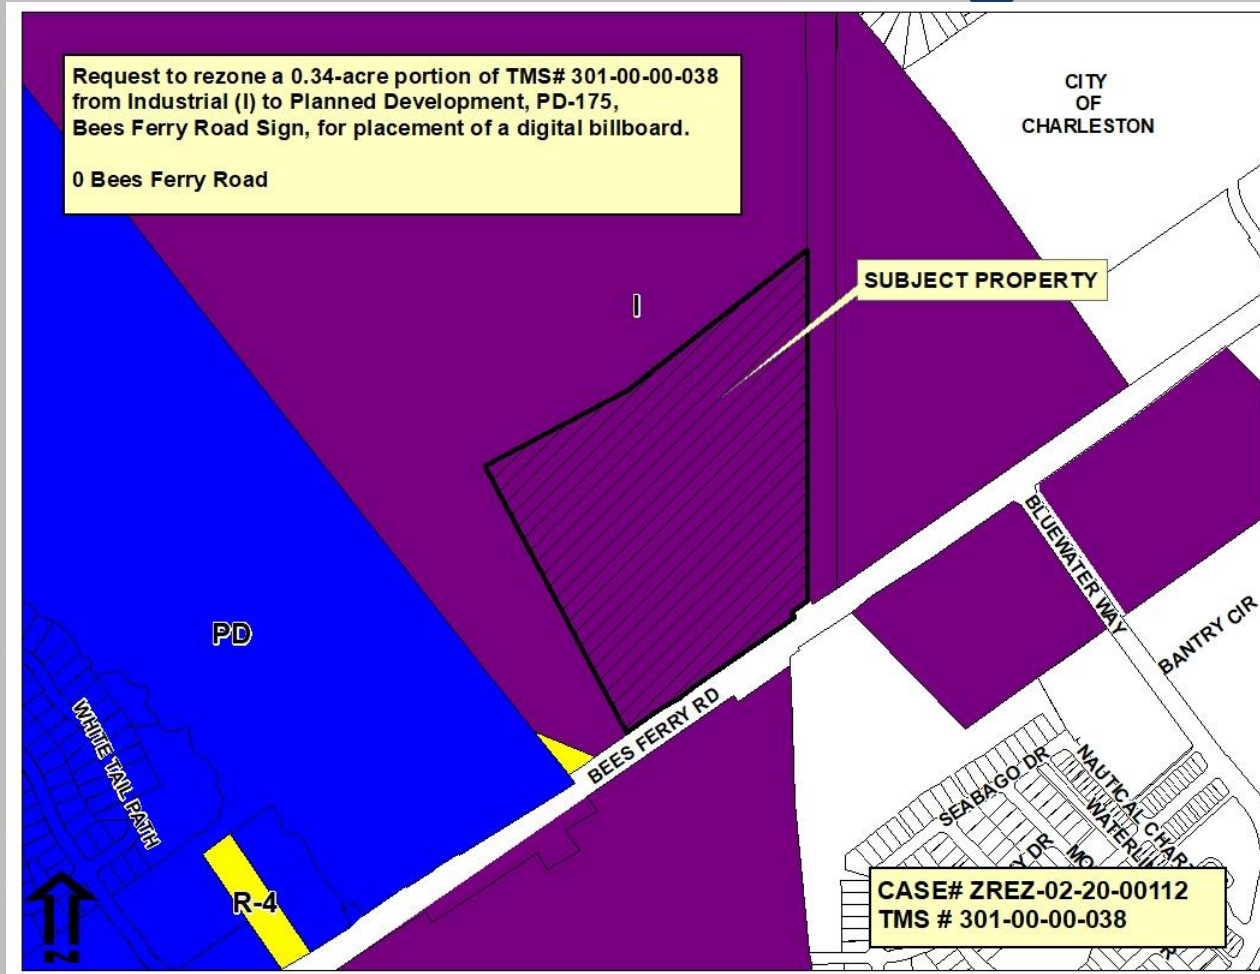 Request to rezone a 0.34-acre portion of TMS# 301-00-00-038
from Industrial (I) to Planned Development, PD-175,
Bees Ferry Road Sign, for placement of a digital billboard.
0 Bees Ferry Road
CITY
OF
CHARLESTON
SUBJECT PROPERTY
I
BLUEWATER WAY
BANTRY CIR
PD
BEES FERRY RD
WHITE TAIL PATH
SEABAGO DR
NAUTICAL CHART
DR
R-4
CASE# ZREZ-02-20-00112
TMS # 301-00-00-038
N